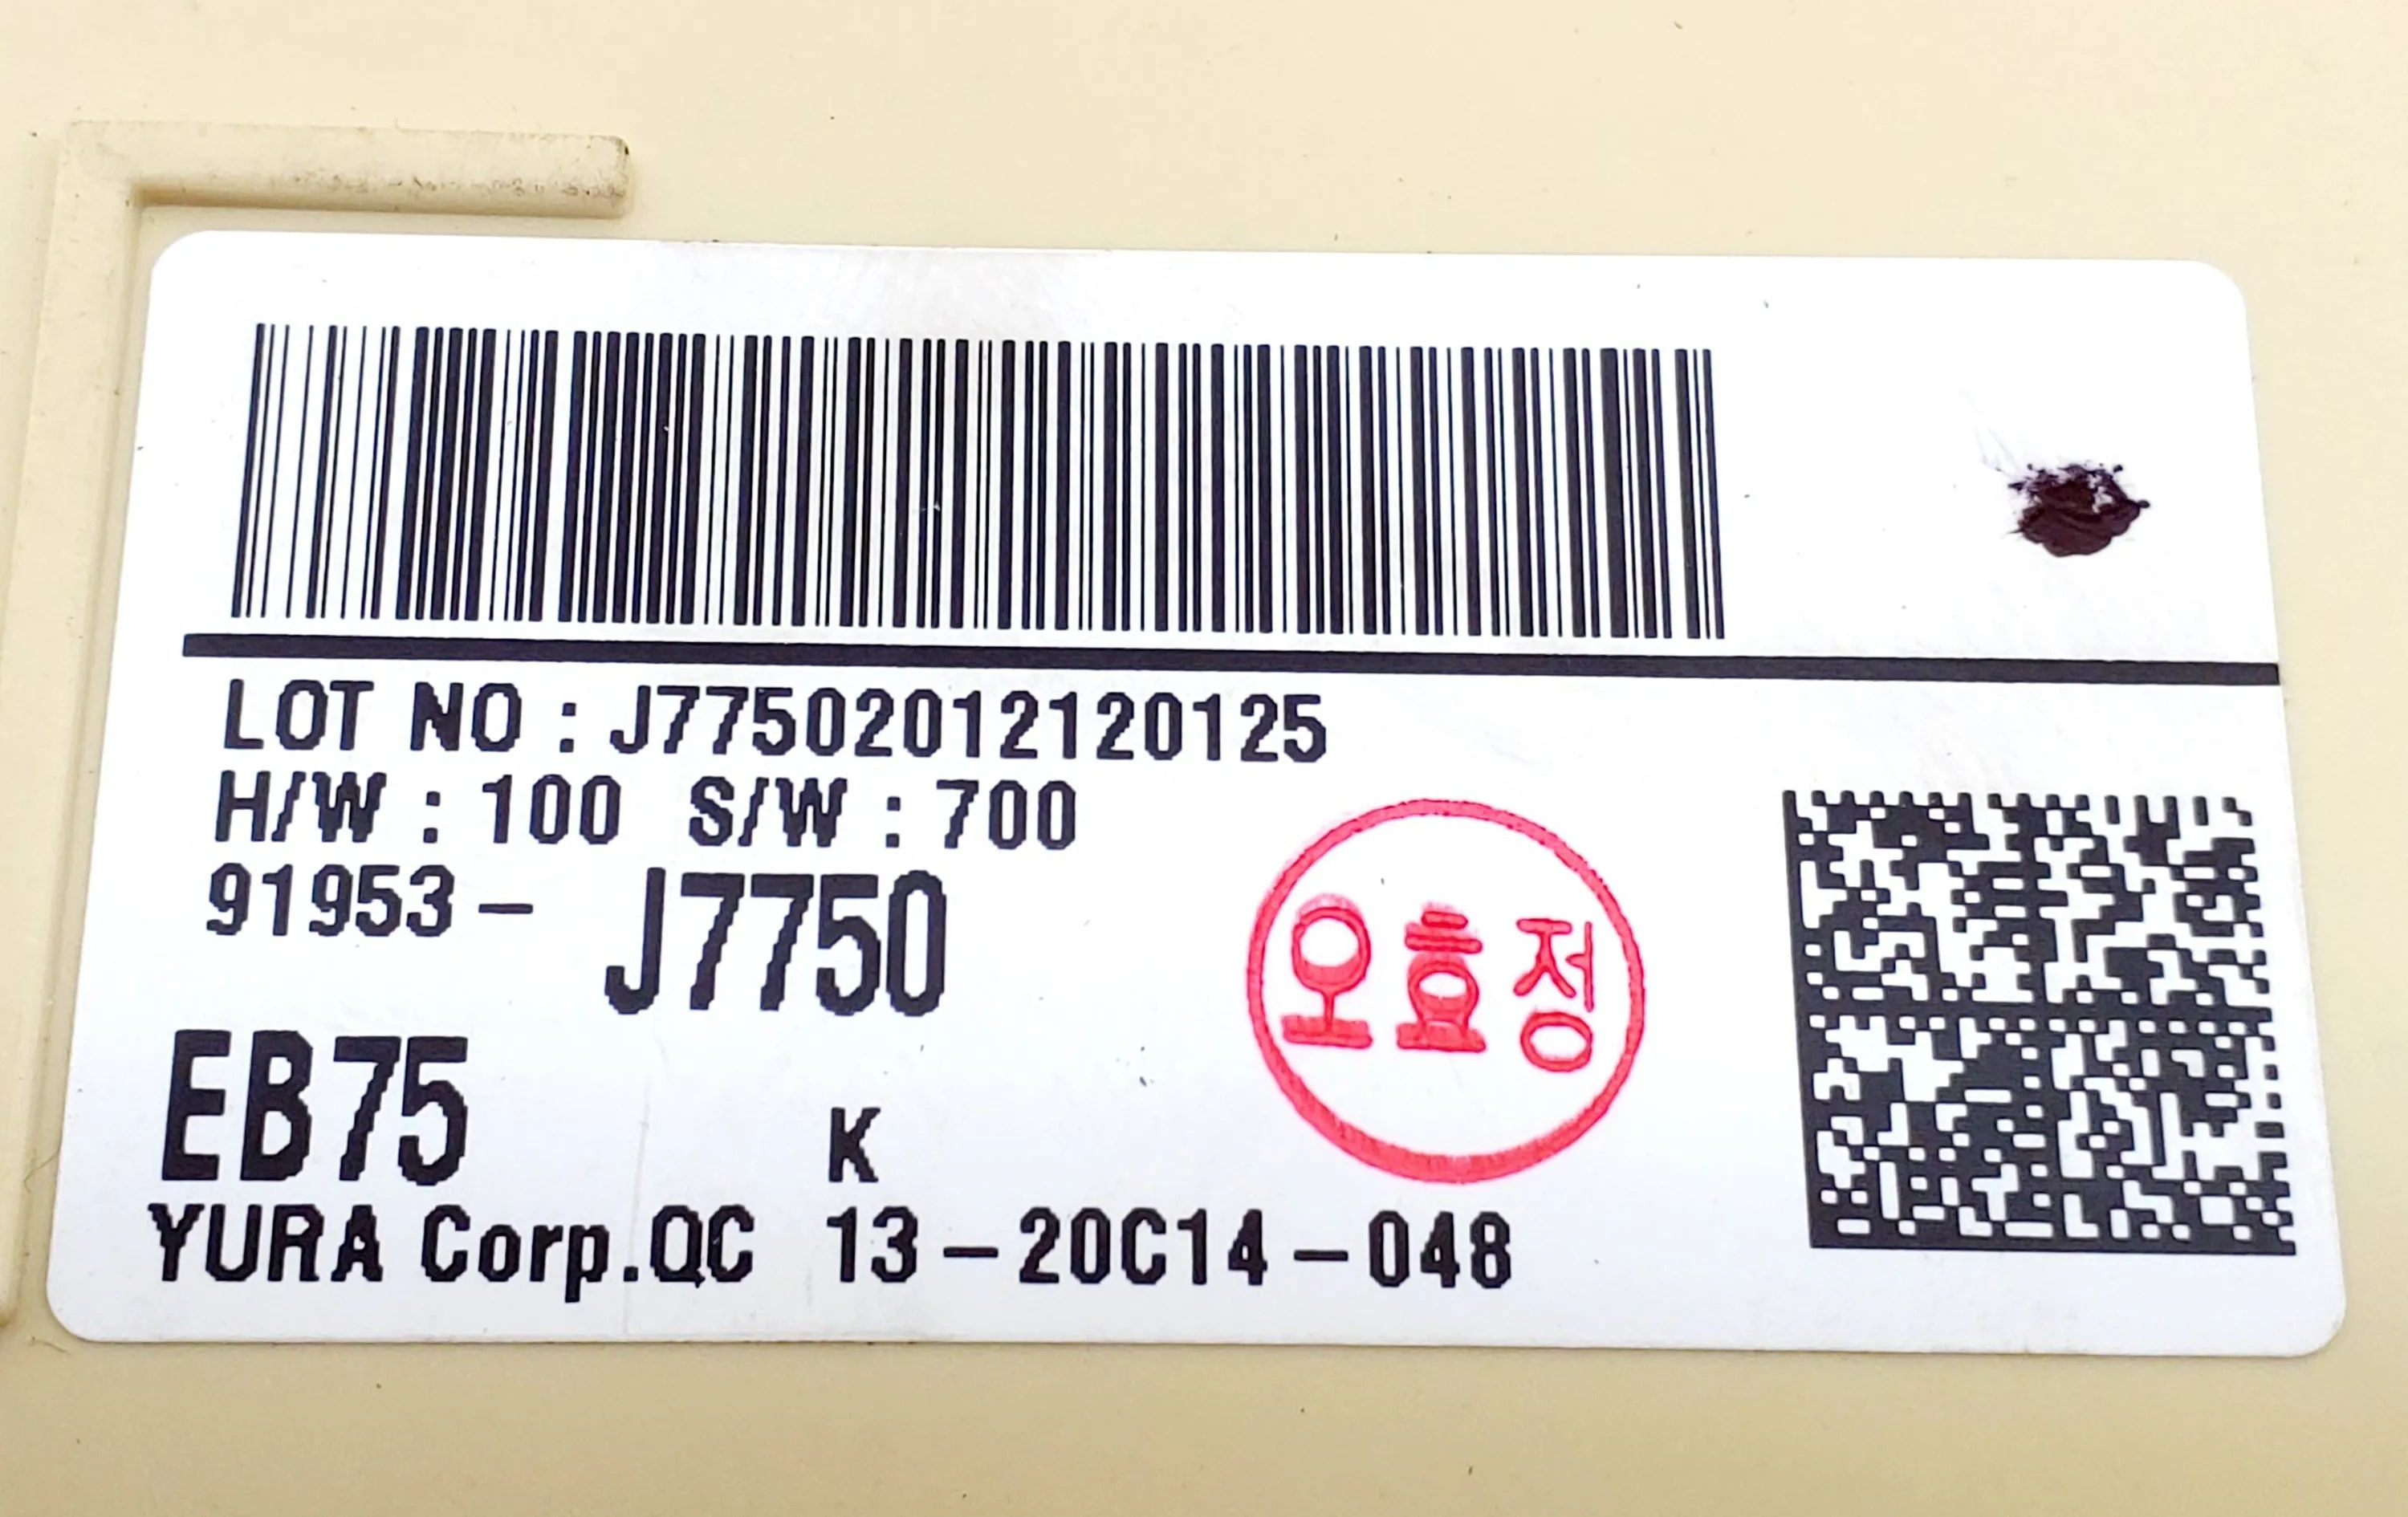 LOT NO : J77502012120125
H/W : 100 S/W : 700
91953- J7750
오효정
EB75
K
YURA Corp.QC 13-20C14-048